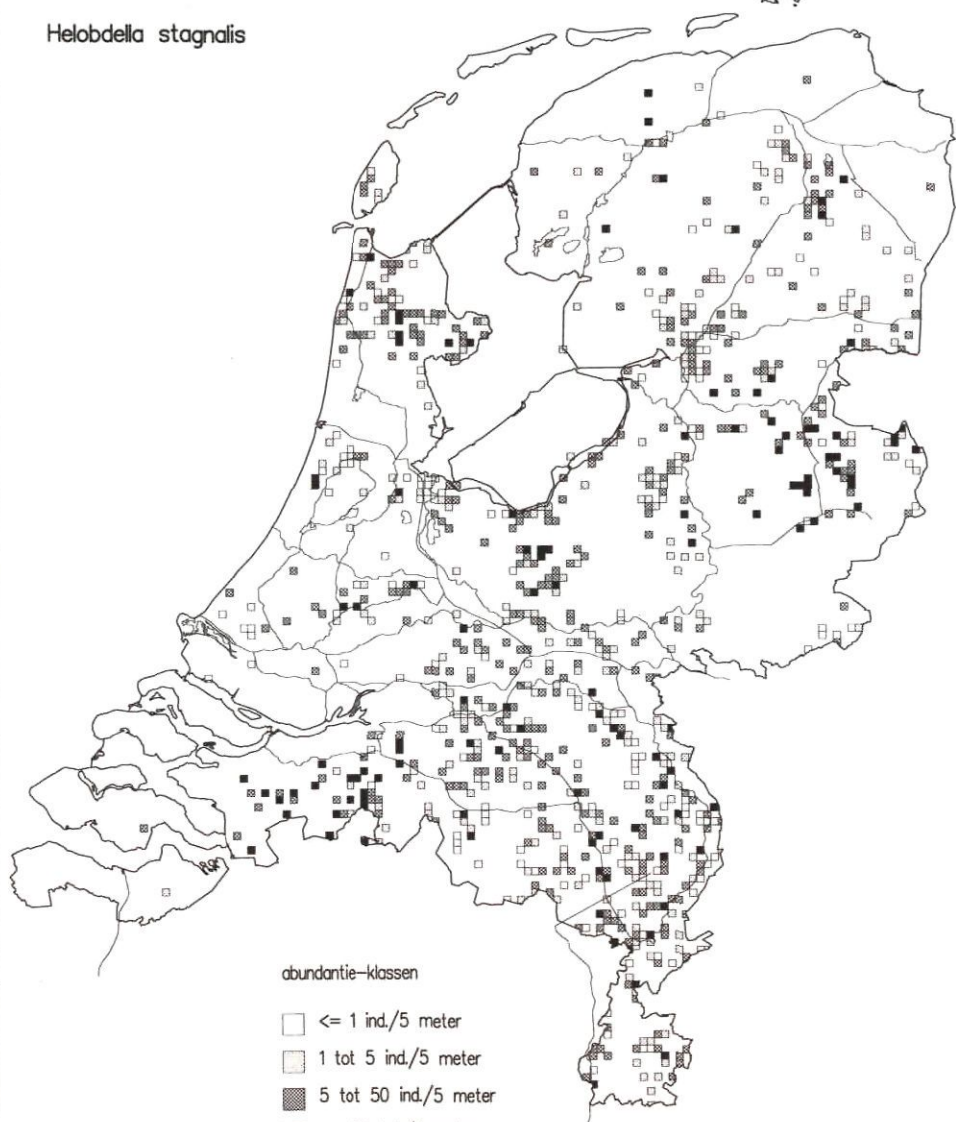 Helobdella stagnalis
abundantie-klassen
<= 1 ind./5 meter
1 tot 5 ind./5 meter
5 tot 50 ind./5 meter